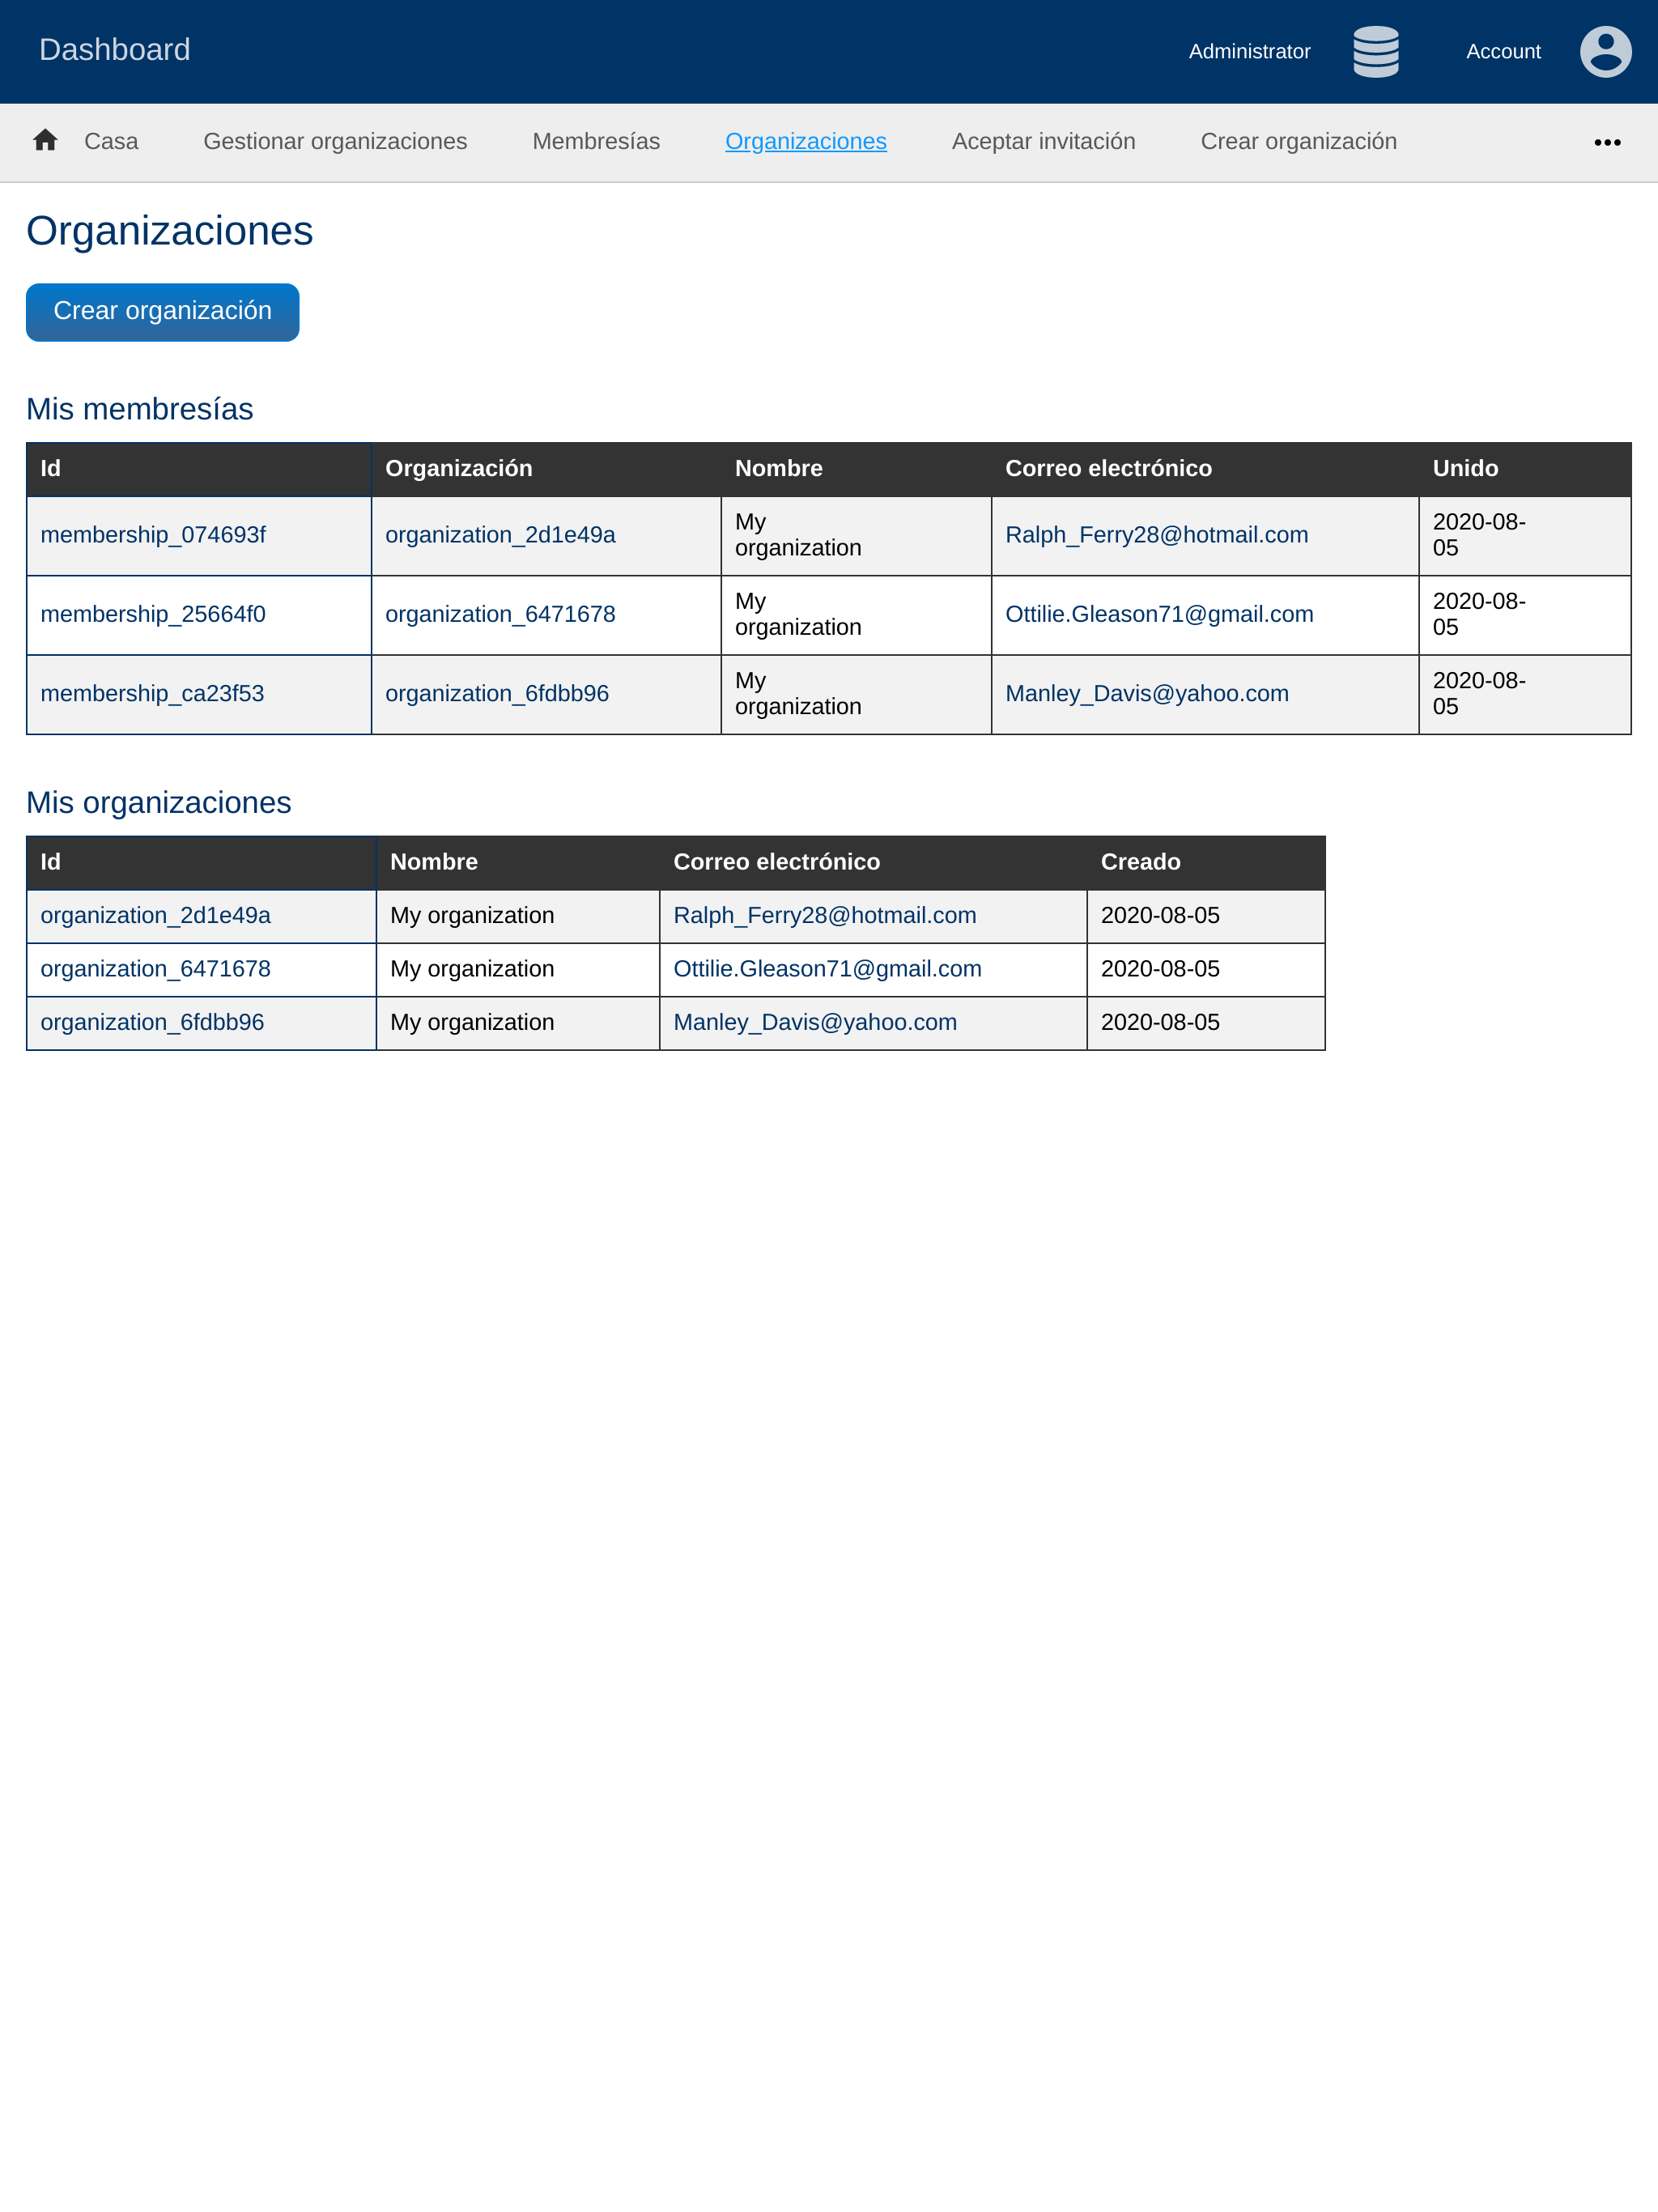 Dashboard Administrator Account
Casa Gestionar organizaciones Membresías Organizaciones Aceptar invitación Crear organización
Organizaciones
Crear organización
Mis membresías
Id Organización Nombre Correo electrónico Unido
membership_074693f organization_2d1e49a My organization Ralph_Ferry28@hotmail.com 2020-08-05
membership_25664f0 organization_6471678 My organization Ottilie.Gleason71@gmail.com 2020-08-05
membership_ca23f53 organization_6fdbb96 My organization Manley_Davis@yahoo.com 2020-08-05
Mis organizaciones
Id Nombre Correo electrónico Creado
organization_2d1e49a My organization Ralph_Ferry28@hotmail.com 2020-08-05
organization_6471678 My organization Ottilie.Gleason71@gmail.com 2020-08-05
organization_6fdbb96 My organization Manley_Davis@yahoo.com 2020-08-05